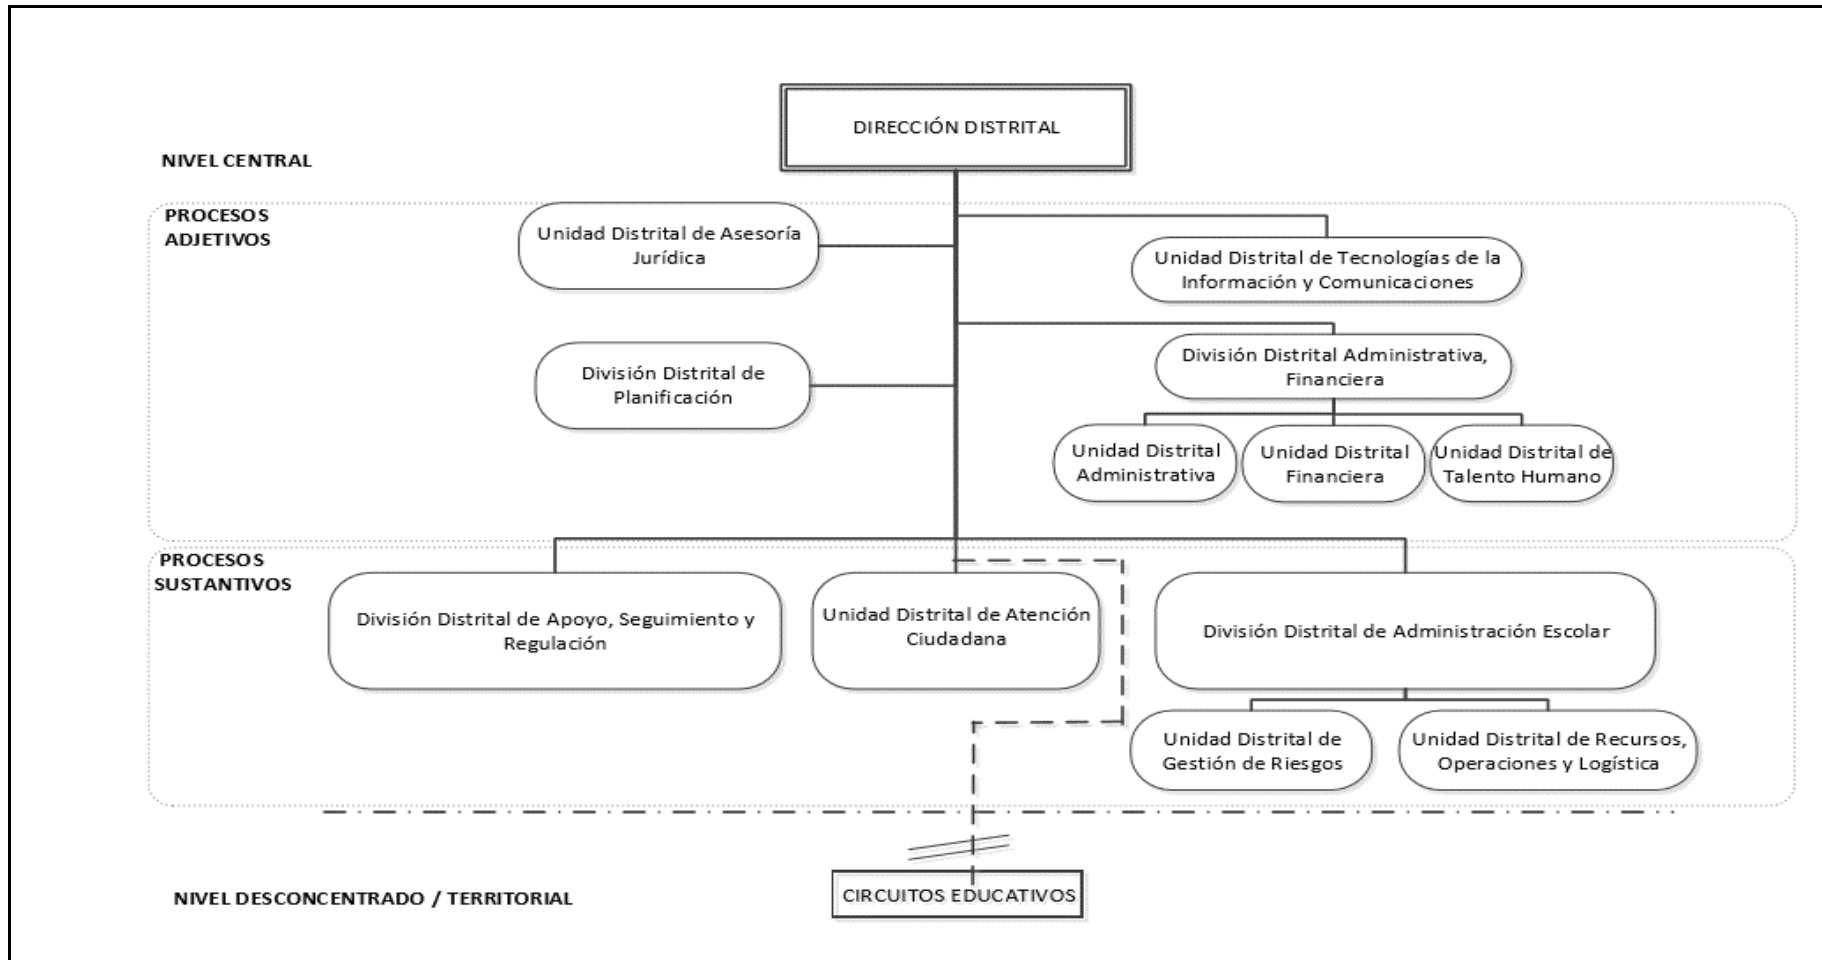 DIRECCIÓN DISTRITAL
NIVEL CENTRAL
PROCESOS
ADJETIVOS
Unidad Distrital de Asesoría
Jurídica
Unidad Distrital de Tecnologías de la
Información y Comunicaciones
División Distrital de
Planificación
División Distrital Administrativa,
Financiera
Unidad Distrital
Administrativa
Unidad Distrital
Financiera
Unidad Distrital de
Talento Humano
PROCESOS
SUSTANTIVOS
División Distrital de Apoyo, Seguimiento y
Regulación
Unidad Distrital de Atención
Ciudadana
División Distrital de Administración Escolar
Unidad Distrital de
Gestión de Riesgos
Unidad Distrital de Recursos,
Operaciones y Logística
NIVEL DESCONCENTRADO / TERRITORIAL
CIRCUITOS EDUCATIVOS